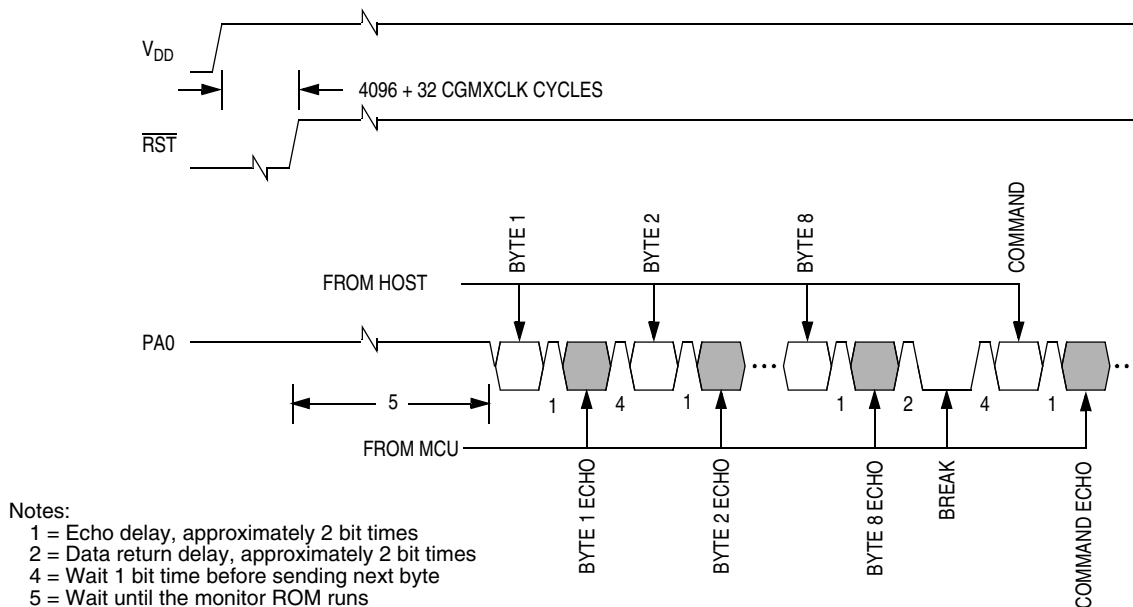 VDD
4096 + 32 CGMXCLK CYCLES
RST
BYTE 1
BYTE 2
BYTE 8
COMMAND
FROM HOST
PA0
5
1
4
1
1
2
4
1
FROM MCU
BYTE 1 ECHO
BYTE 2 ECHO
BYTE 8 ECHO
BREAK
COMMAND ECHO
Notes:
1 = Echo delay, approximately 2 bit times
2 = Data return delay, approximately 2 bit times
4 = Wait 1 bit time before sending next byte
5 = Wait until the monitor ROM runs